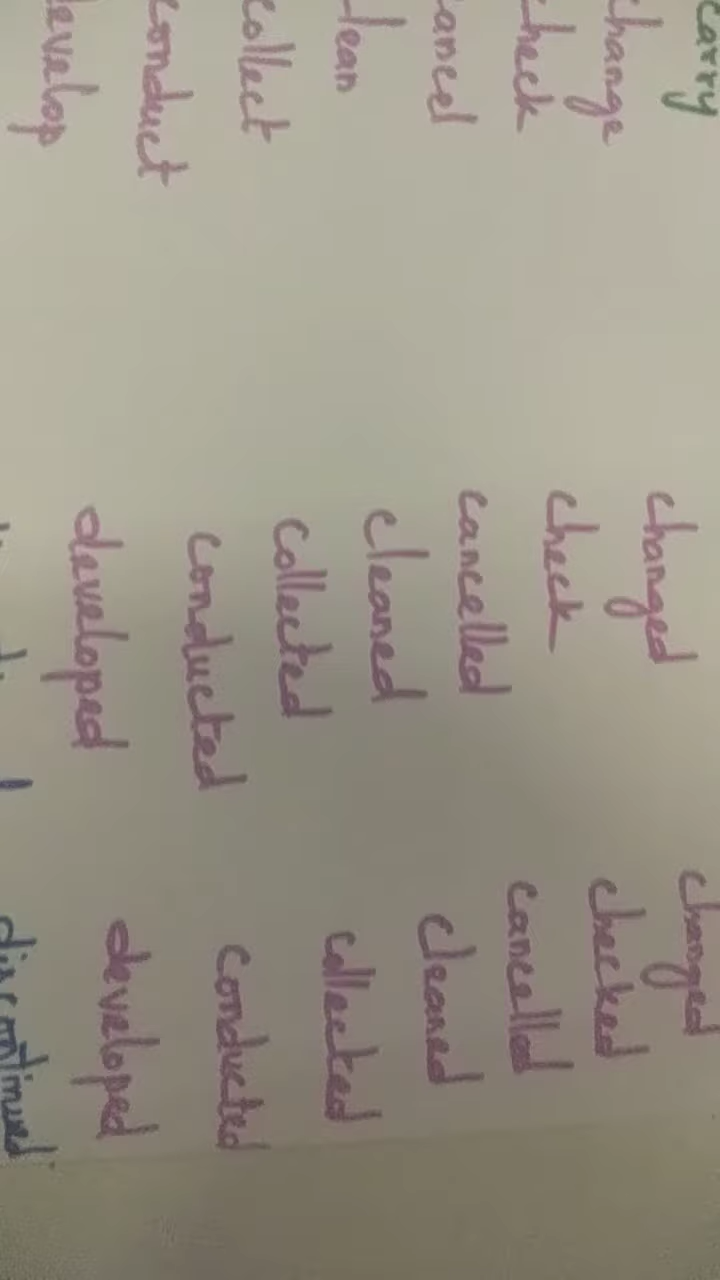 carry
change changed changed
check check checked
cancel cancelled cancelled
clean cleaned cleaned
collect collected collected
conduct conducted conducted
develop developed developed
discontinued